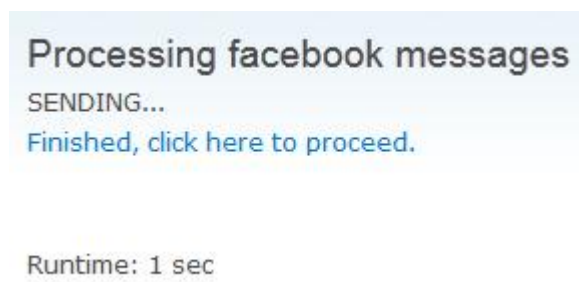 Processing facebook messages
SENDING...
Finished, click here to proceed.
Runtime: 1 sec